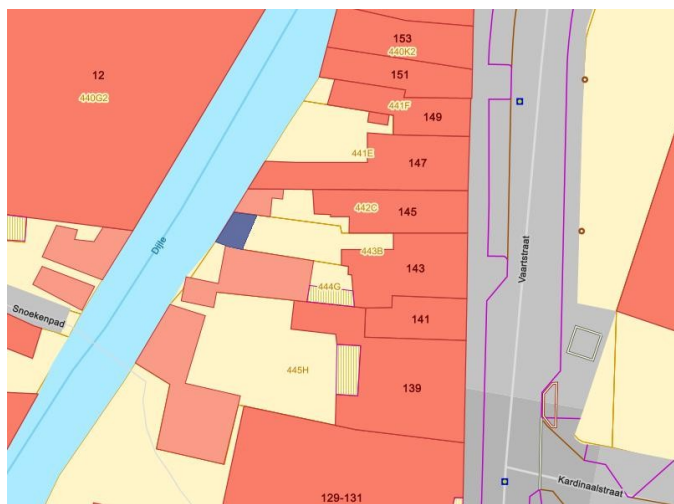 153
440K2
12
151
440G2
441F
149
441E
147
442C
145
Dijle
443B
143
Vaartstraat
444G
Snoekenpad
141
445H
139
Kardinaalstraat
129-131